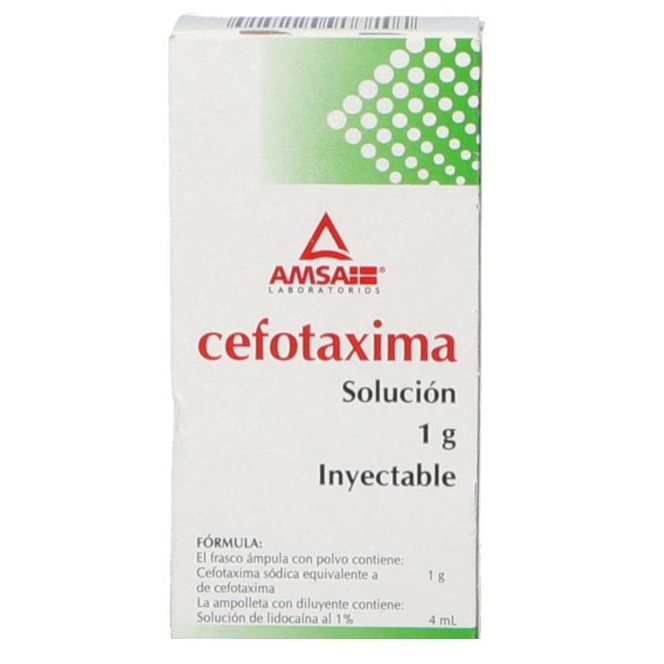 AMSA®
LABORATORIOS
cefotaxima
Solución
1 g
Inyectable
FÓRMULA:
El frasco ámpula con polvo contiene:
Cefotaxima sódica equivalente a 1 g
de cefotaxima
La ampolleta con diluyente contiene:
Solución de lidocaína al 1% 4 mL